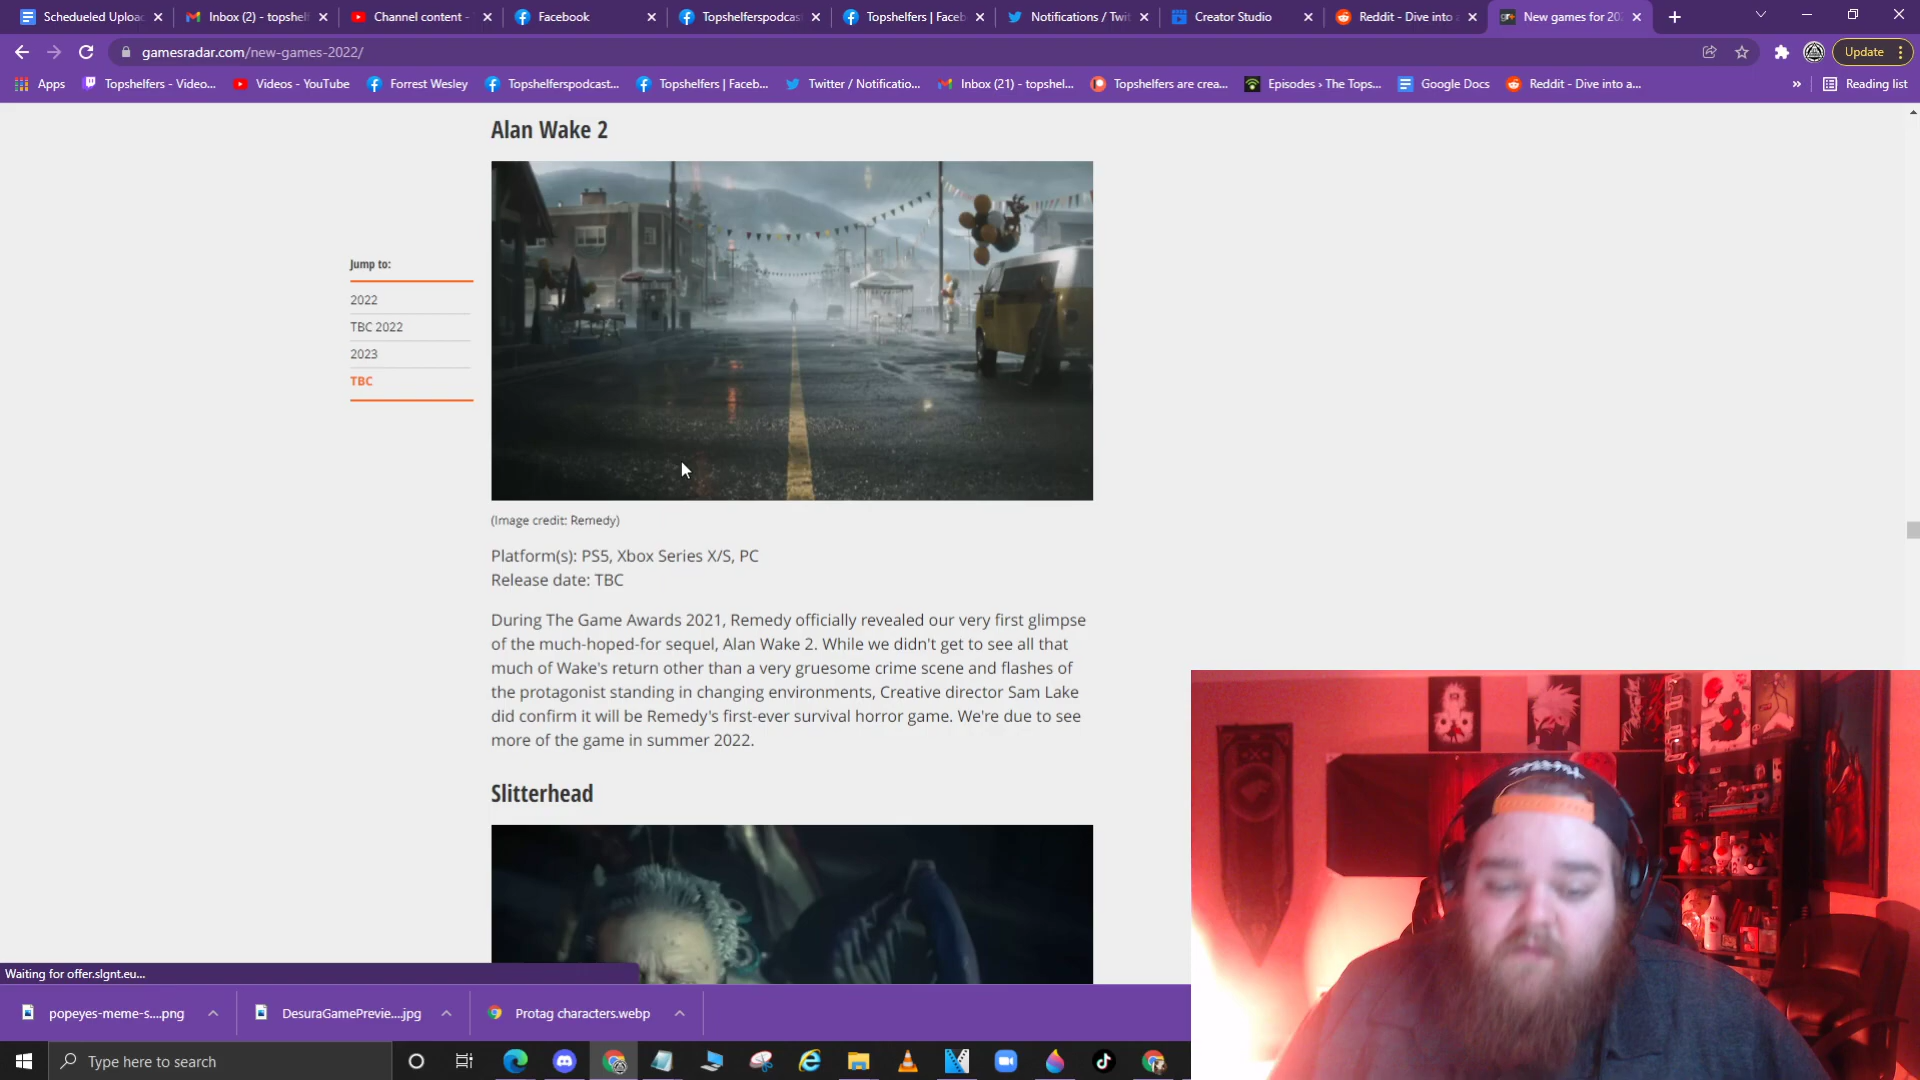 Schedueled Uploa
Inbox (2) - topshel
Channel content -
Facebook
Topshelferspodcas
Topshelfers | Faceb
Notifications / Twit
Creator Studio
Reddit - Dive into a
New games for 202
gamesradar.com/new-games-2022/
Update
Apps
Topshelfers - Video...
Videos - YouTube
Forrest Wesley
Topshelferspodcast...
Topshelfers | Faceb...
Twitter / Notificatio...
Inbox (21) - topshel...
Topshelfers are crea...
Episodes › The Tops...
Google Docs
Reddit - Dive into a...
»
Reading list
Alan Wake 2
Jump to:
2022
TBC 2022
2023
TBC
(Image credit: Remedy)
Platform(s): PS5, Xbox Series X/S, PC
Release date: TBC
During The Game Awards 2021, Remedy officially revealed our very first glimpse
of the much-hoped-for sequel, Alan Wake 2. While we didn't get to see all that
much of Wake's return other than a very gruesome crime scene and flashes of
the protagonist standing in changing environments, Creative director Sam Lake
did confirm it will be Remedy's first-ever survival horror game. We're due to see
more of the game in summer 2022.
Slitterhead
Waiting for offer.slgnt.eu...
popeyes-meme-s....png
DesuraGamePrevie....jpg
Protag characters.webp
Type here to search